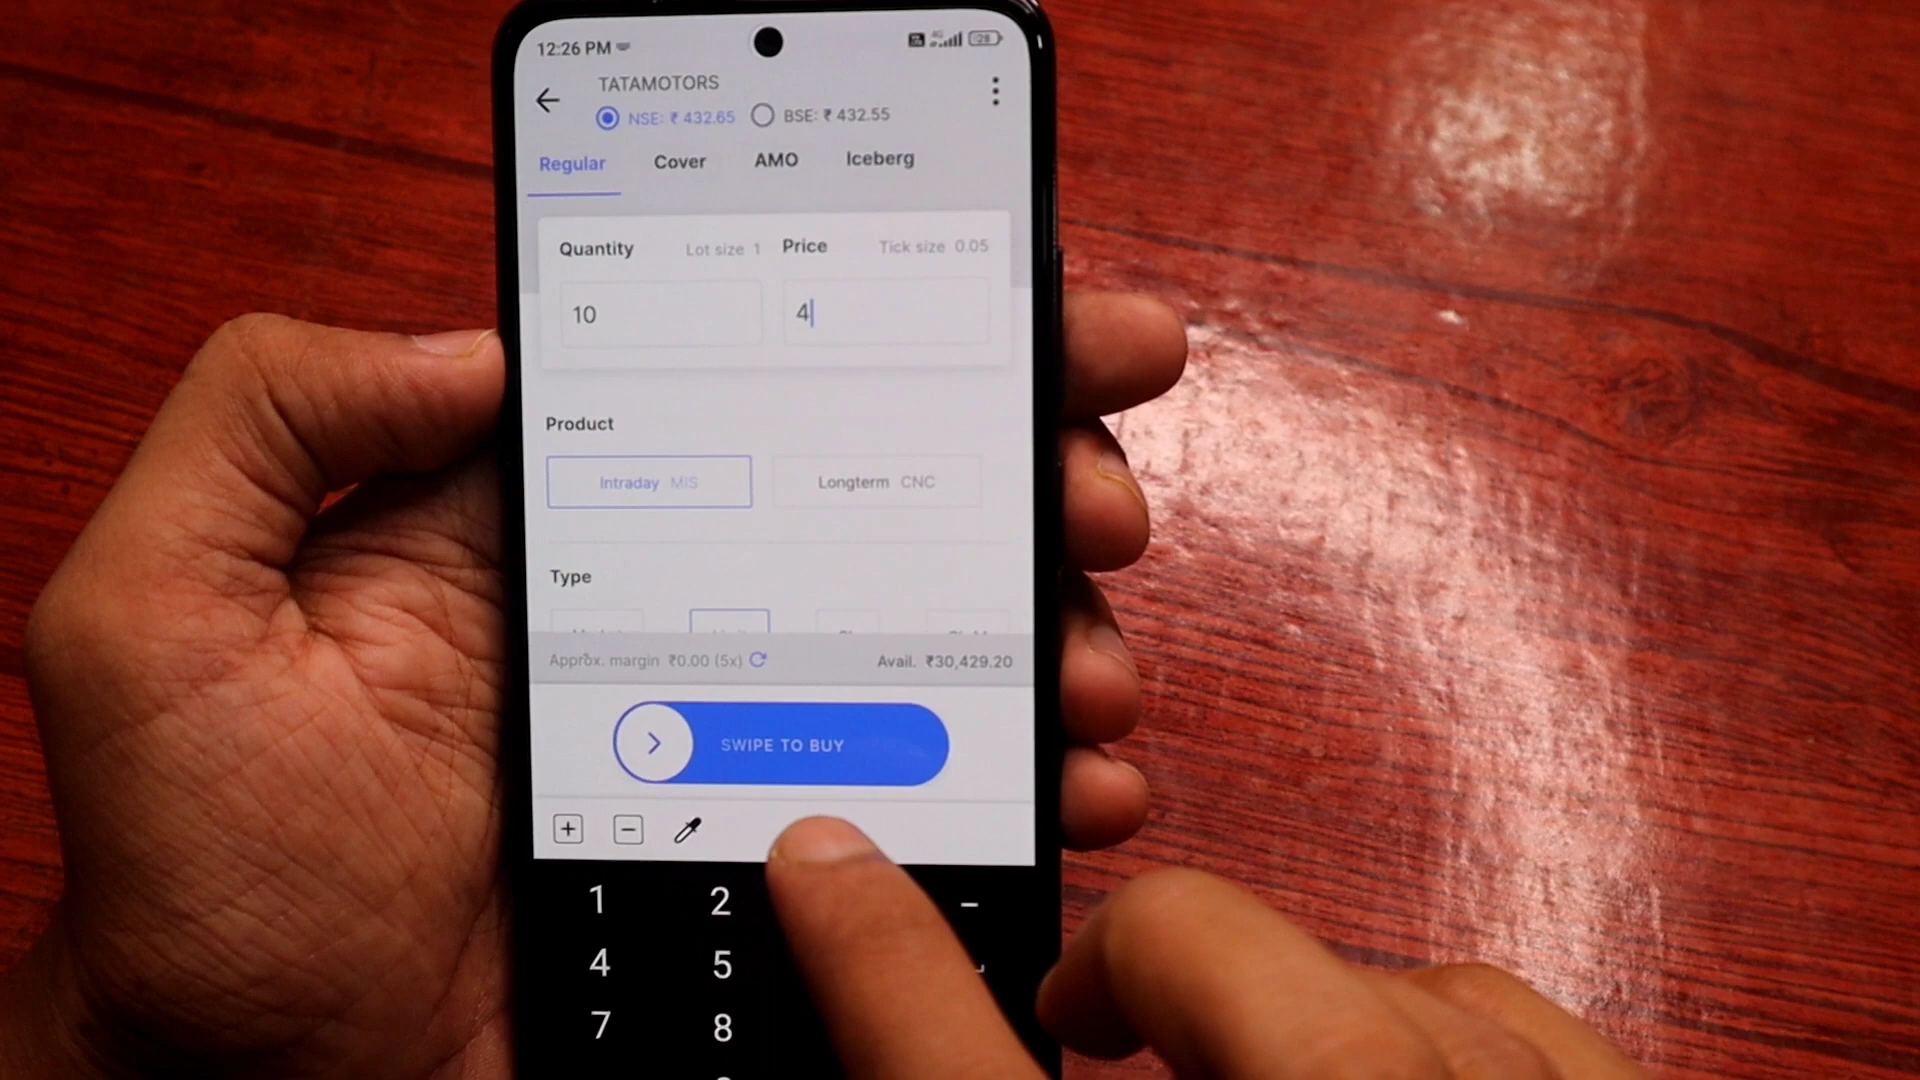 12:26 PM
28
TATAMOTORS
NSE: ₹ 432.65 BSE: ₹ 432.55
Regular Cover AMO Iceberg
Quantity Lot size 1 Price Tick size 0.05
10 4
Product
Intraday MIS Longterm CNC
Type
Approx. margin ₹0.00 (5x) Avail. ₹30,429.20
SWIPE TO BUY
1 2 –
4 5
7 8